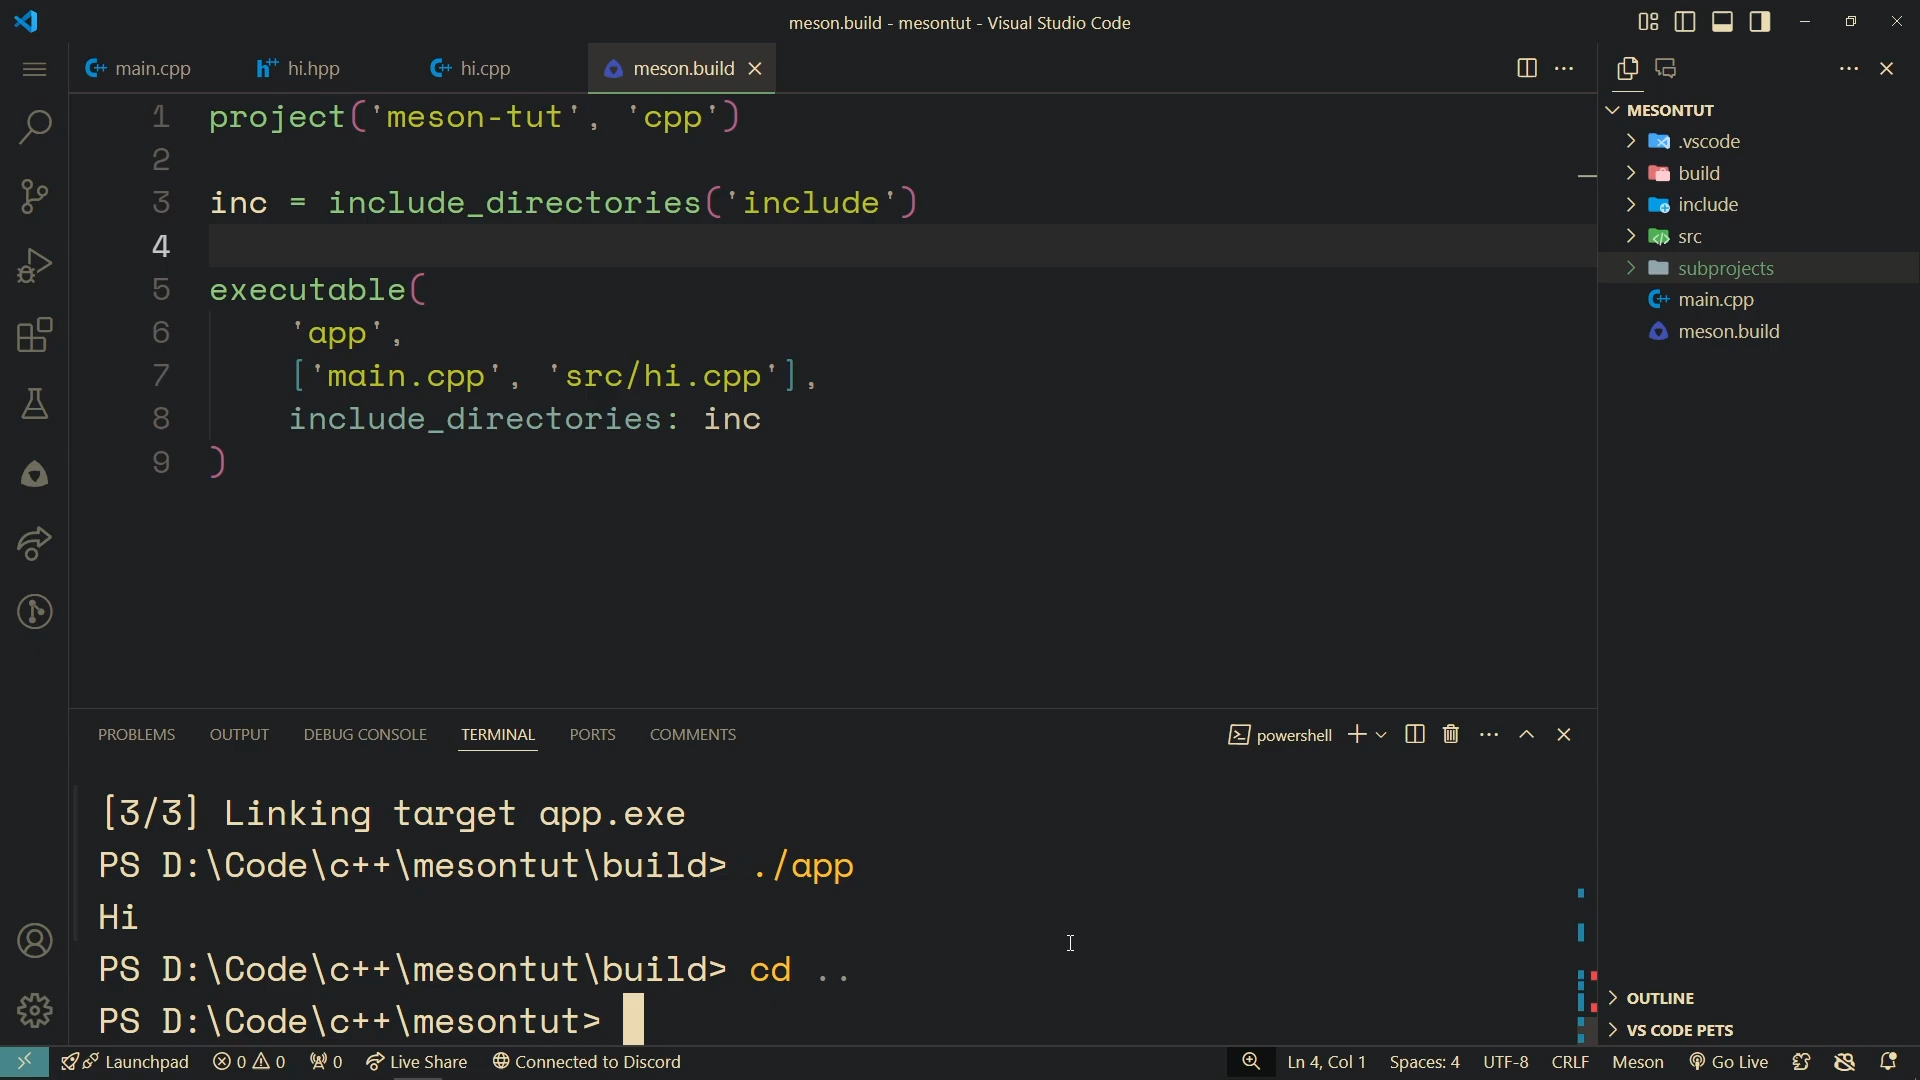 meson.build - mesontut - Visual Studio Code
main.cpp
hi.hpp
hi.cpp
meson.build
1 project('meson-tut', 'cpp')
2
3 inc = include_directories('include')
4
5 executable(
6 'app',
7 ['main.cpp', 'src/hi.cpp'],
8 include_directories: inc
9 )
MESONTUT
.vscode
build
include
src
subprojects
main.cpp
meson.build
OUTLINE
VS CODE PETS
PROBLEMS OUTPUT DEBUG CONSOLE TERMINAL PORTS COMMENTS
powershell
[3/3] Linking target app.exe
PS D:\Code\c++\mesontut\build> ./app
Hi
PS D:\Code\c++\mesontut\build> cd ..
PS D:\Code\c++\mesontut>
Launchpad 0 0 0 Live Share Connected to Discord Ln 4, Col 1 Spaces: 4 UTF-8 CRLF Meson Go Live